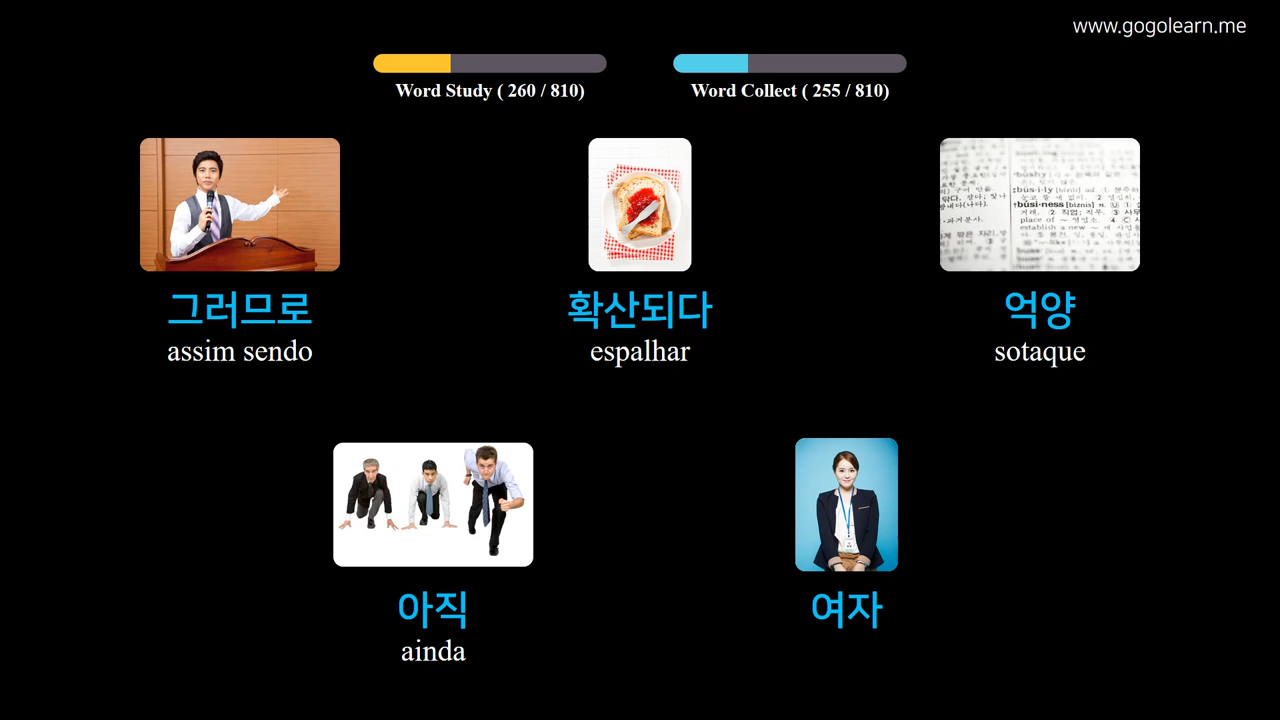 www.gogolearn.me
Word Study ( 260 / 810)
Word Collect ( 255 / 810)
그러므로
assim sendo
확산되다
espalhar
억양
sotaque
아직
ainda
여자